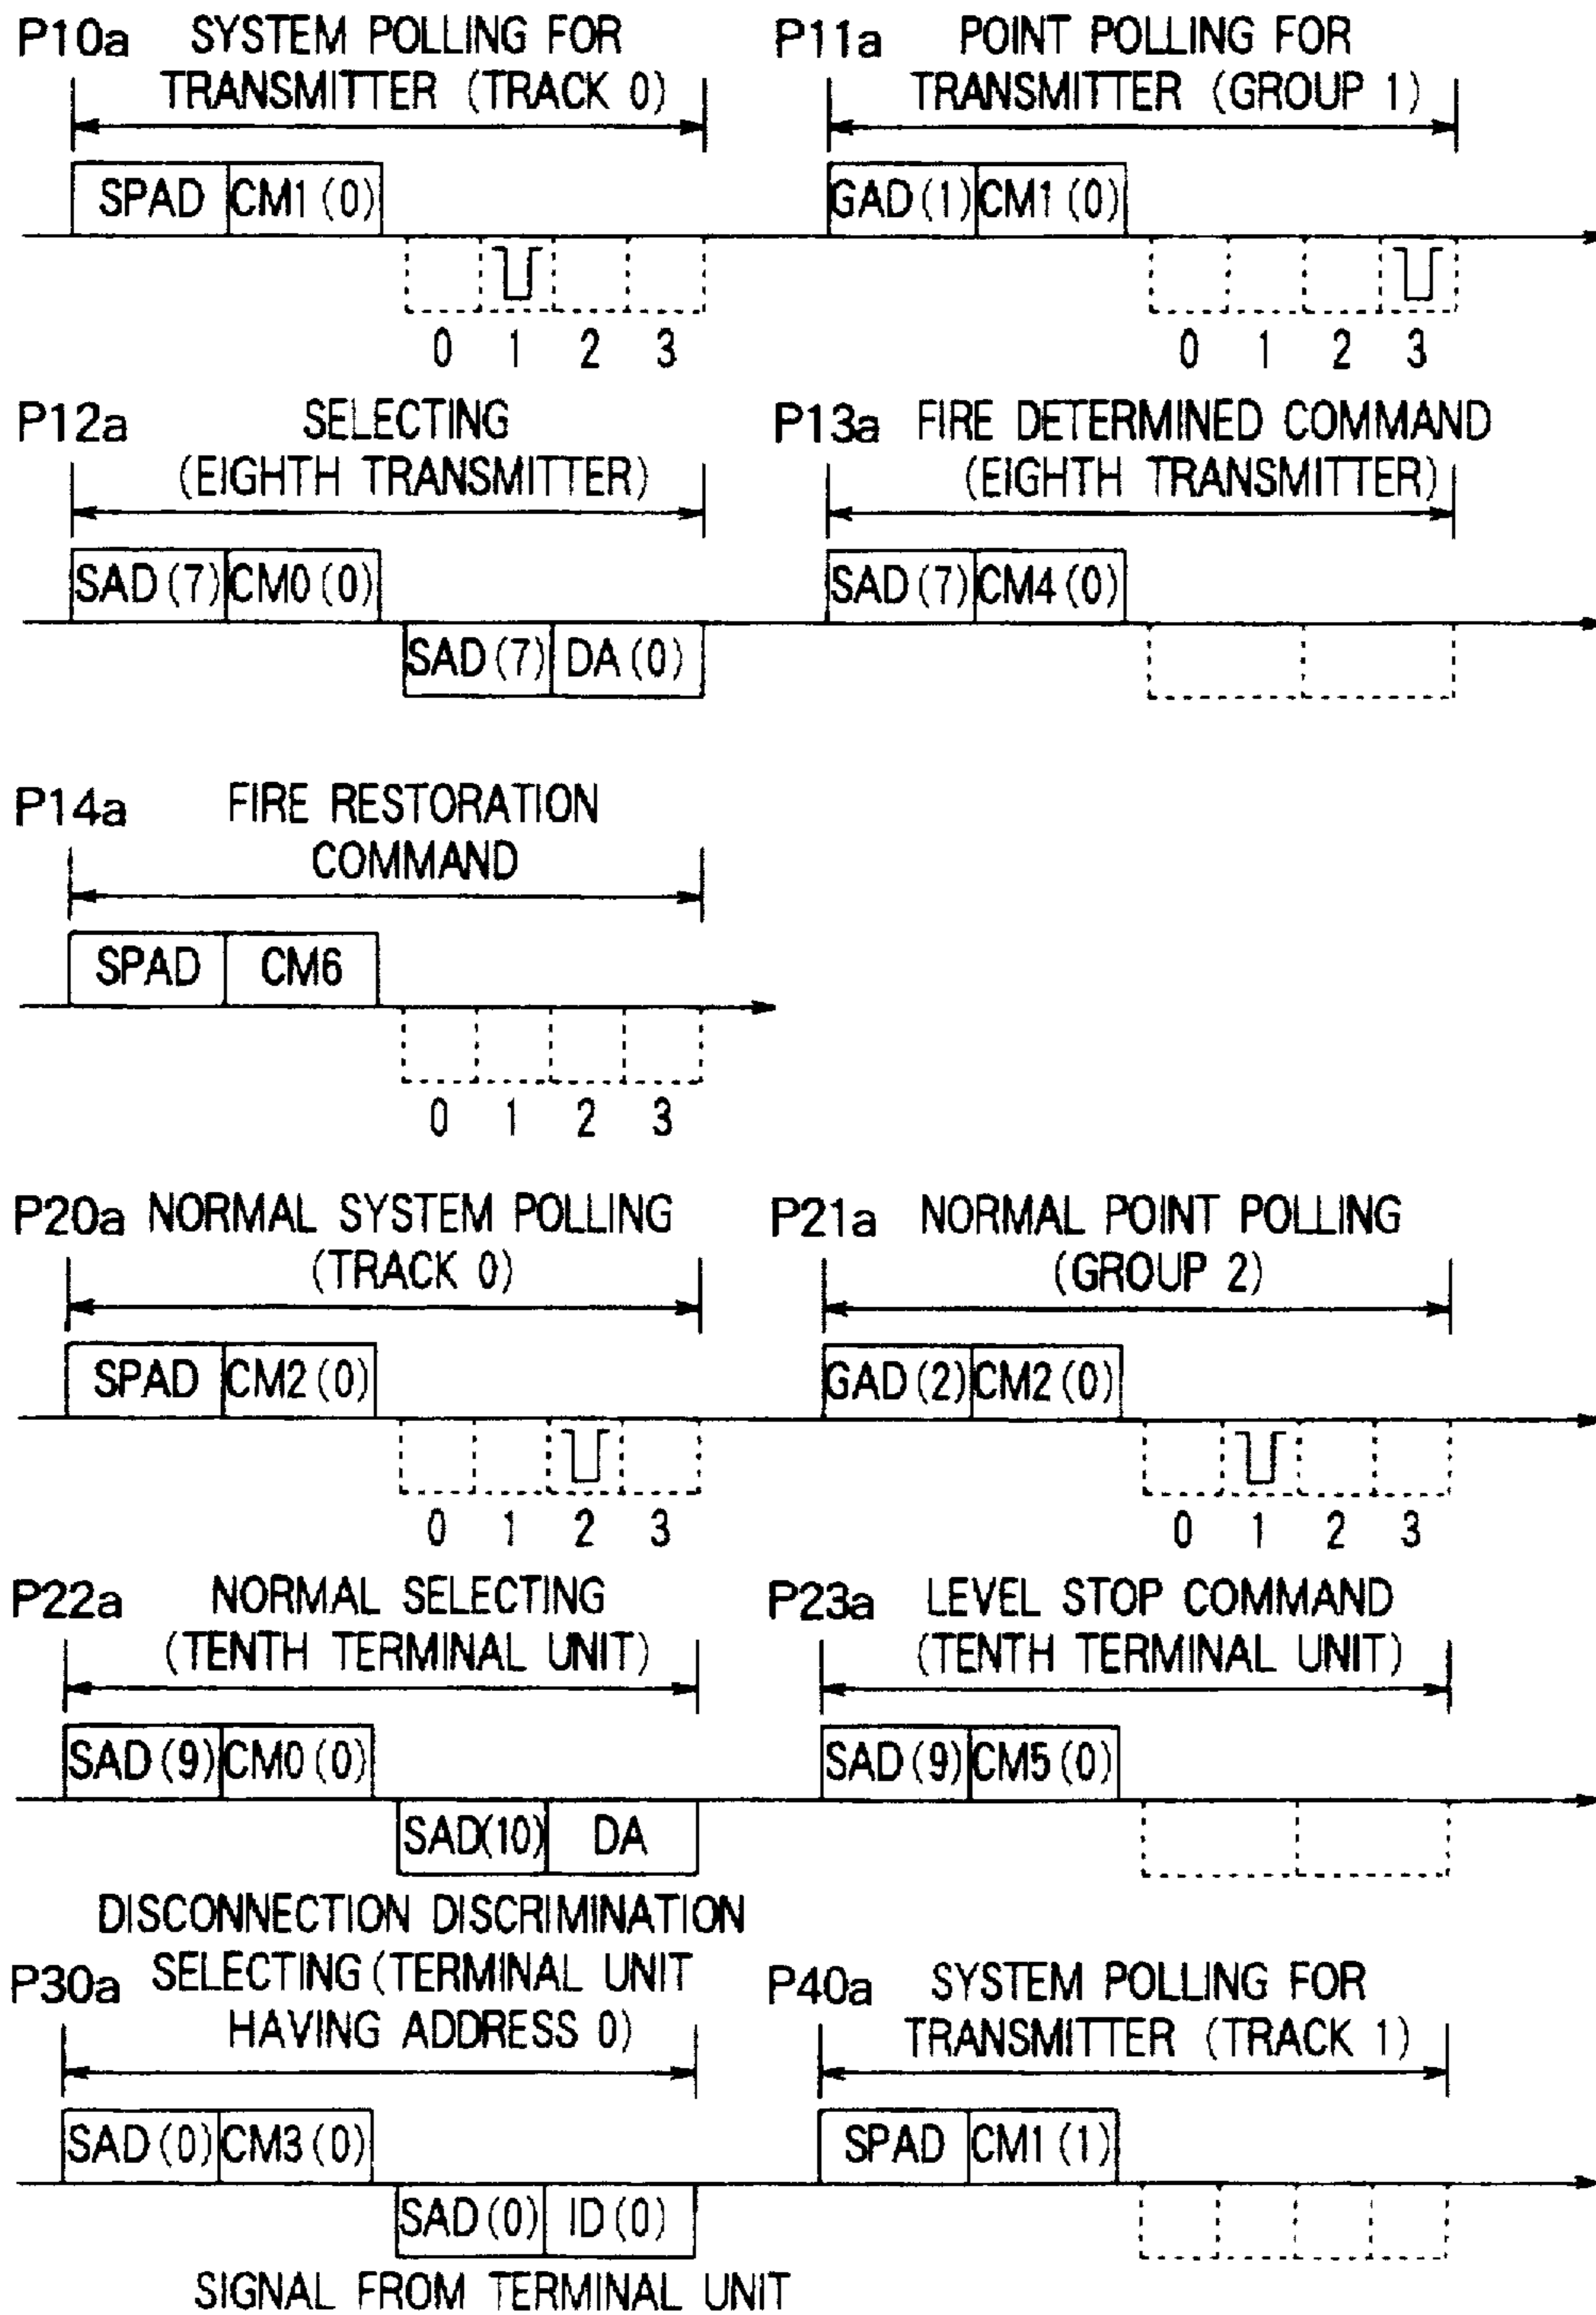 P10a SYSTEM POLLING FOR TRANSMITTER (TRACK 0)
SPAD CM1(0)
0 1 2 3
P11a POINT POLLING FOR TRANSMITTER (GROUP 1)
GAD(1) CM1(0)
0 1 2 3
P12a SELECTING (EIGHTH TRANSMITTER)
SAD(7) CM0(0)
SAD(7) DA(0)
P13a FIRE DETERMINED COMMAND (EIGHTH TRANSMITTER)
SAD(7) CM4(0)
P14a FIRE RESTORATION COMMAND
SPAD CM6
0 1 2 3
P20a NORMAL SYSTEM POLLING (TRACK 0)
SPAD CM2(0)
0 1 2 3
P21a NORMAL POINT POLLING (GROUP 2)
GAD(2) CM2(0)
0 1 2 3
P22a NORMAL SELECTING (TENTH TERMINAL UNIT)
SAD(9) CM0(0)
SAD(10) DA
P23a LEVEL STOP COMMAND (TENTH TERMINAL UNIT)
SAD(9) CM5(0)
DISCONNECTION DISCRIMINATION
P30a SELECTING (TERMINAL UNIT HAVING ADDRESS 0)
SAD(0) CM3(0)
SAD(0) ID(0)
SIGNAL FROM TERMINAL UNIT
P40a SYSTEM POLLING FOR TRANSMITTER (TRACK 1)
SPAD CM1(1)